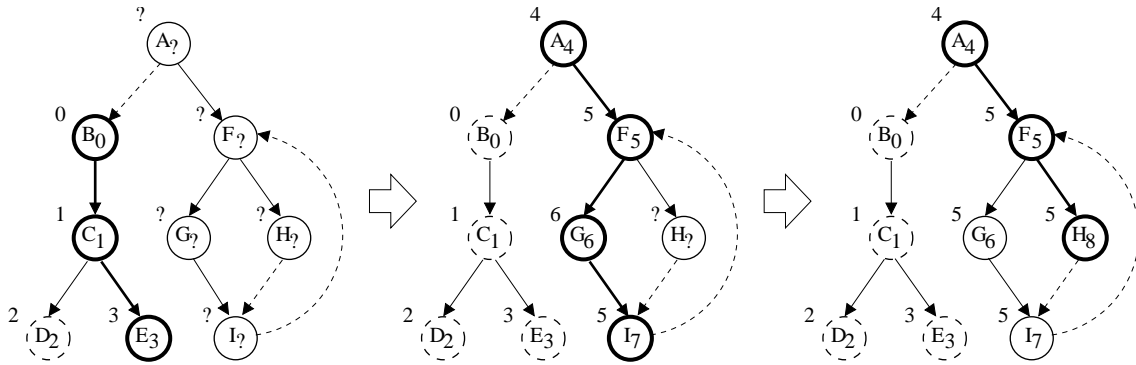 ? 4 4
A? A4 A4
0 ? 0 5 0 5
B0 F? B0 F5 B0 F5
1 ? ? 1 6 ? 1 5 5
C1 G? H? C1 G6 H? C1 G6 H8
2 3 ? 2 3 5 2 3 5
D2 E3 I? D2 E3 I7 D2 E3 I7